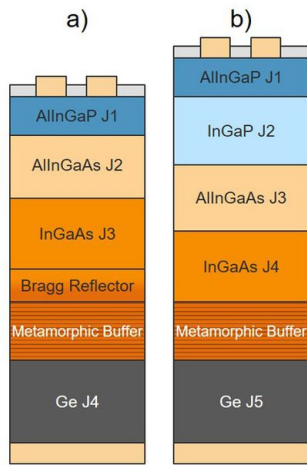 a)
AlInGaP J1
AlInGaAs J2
InGaAs J3
Bragg Reflector
Metamorphic Buffer
Ge J4
b)
AlInGaP J1
InGaP J2
AlInGaAs J3
InGaAs J4
Metamorphic Buffer
Ge J5